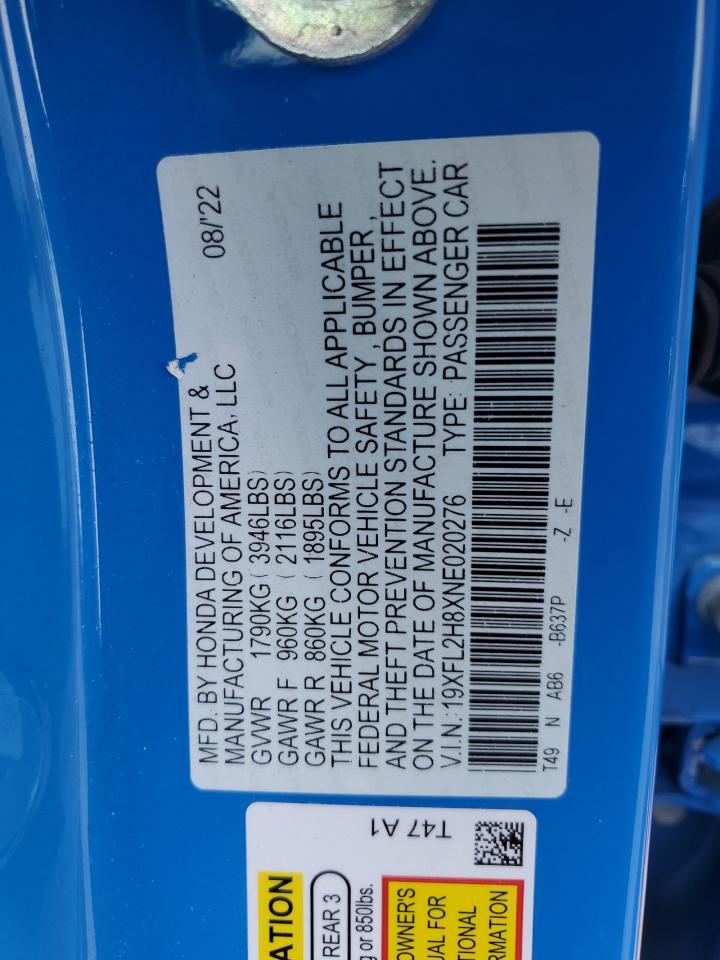 MFD. BY HONDA DEVELOPMENT & 08/'22
MANUFACTURING OF AMERICA, LLC
GVWR 1790KG ( 3946LBS)
GAWR F 960KG ( 2116LBS)
GAWR R 860KG ( 1895LBS)
THIS VEHICLE CONFORMS TO ALL APPLICABLE
FEDERAL MOTOR VEHICLE SAFETY , BUMPER ,
AND THEFT PREVENTION STANDARDS IN EFFECT
ON THE DATE OF MANUFACTURE SHOWN ABOVE.
V.I.N.: 19XFL2H8XNE020276 TYPE: PASSENGER CAR
T49 N AB6 -B637P -Z -E
T47 A1
ATION
REAR 3
g or 850lbs.
OWNER'S
UAL FOR
TIONAL
RMATION